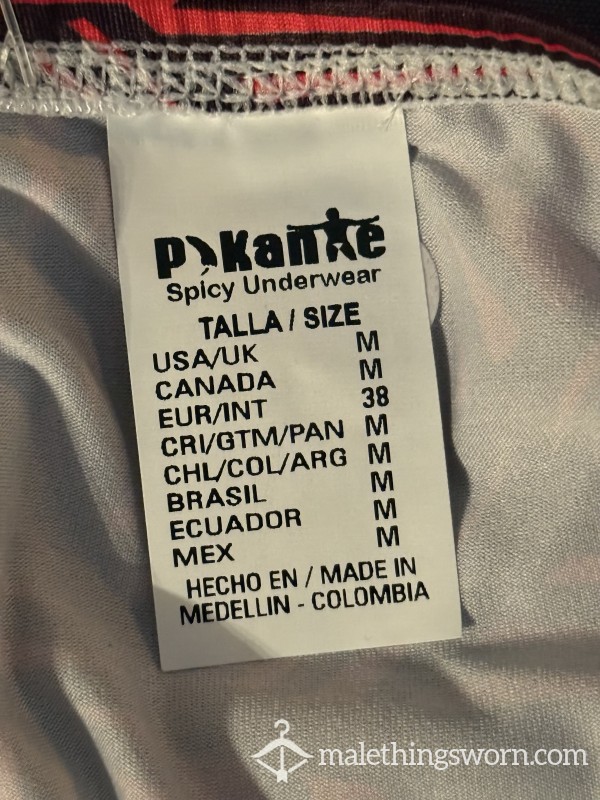 Pikante
Spicy Underwear
TALLA / SIZE
USA/UK M
CANADA M
EUR/INT 38
CRI/GTM/PAN M
CHL/COL/ARG M
BRASIL M
ECUADOR M
MEX M
HECHO EN / MADE IN
MEDELLIN - COLOMBIA
malethingsworn.com